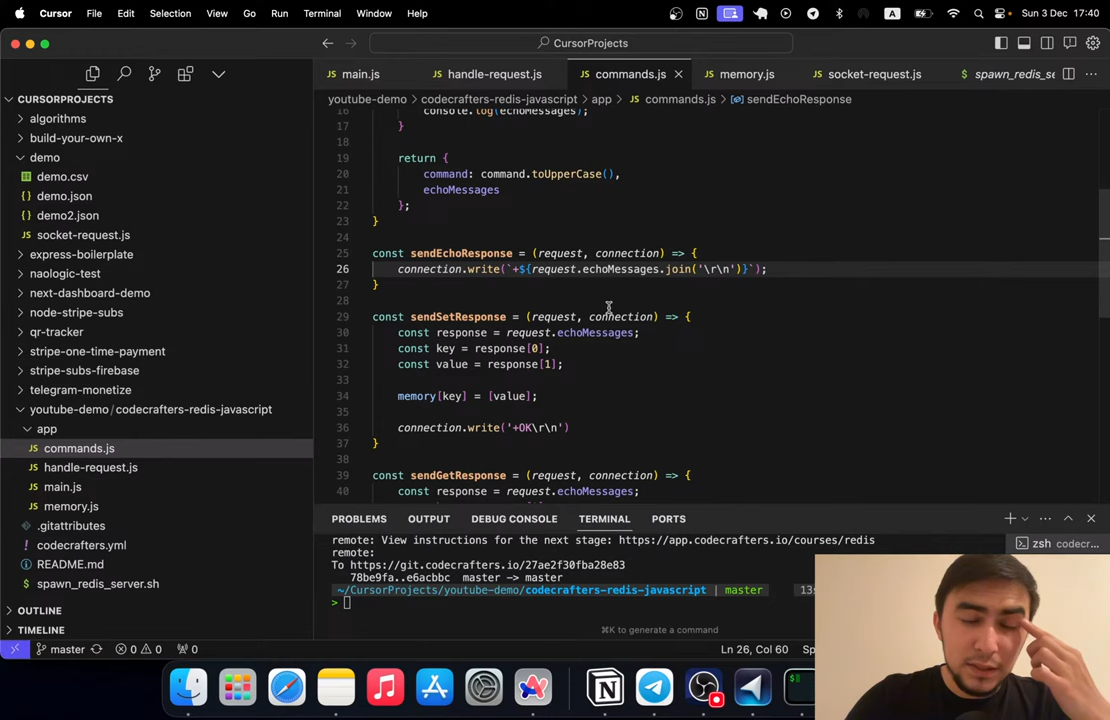 Cursor File Edit Selection View Go Run Terminal Window Help A Sun 3 Dec 17:40
CursorProjects
main.js handle-request.js commands.js memory.js socket-request.js spawn_redis_se
youtube-demo > codecrafters-redis-javascript > app > commands.js > sendEchoResponse
CURSORPROJECTS
algorithms
build-your-own-x
demo
demo.csv
demo.json
demo2.json
socket-request.js
express-boilerplate
naologic-test
next-dashboard-demo
node-stripe-subs
qr-tracker
stripe-one-time-payment
stripe-subs-firebase
telegram-monetize
youtube-demo / codecrafters-redis-javascript
app
commands.js
handle-request.js
main.js
memory.js
.gitattributes
codecrafters.yml
README.md
spawn_redis_server.sh
OUTLINE
TIMELINE
16 console.log(echoMessages);
17 }
18
19 return {
20 command: command.toUpperCase(),
21 echoMessages
22 };
23 }
24
25 const sendEchoResponse = (request, connection) => {
26 connection.write(`+${request.echoMessages.join('\r\n')}`);
27 }
28
29 const sendSetResponse = (request, connection) => {
30 const response = request.echoMessages;
31 const key = response[0];
32 const value = response[1];
33
34 memory[key] = [value];
35
36 connection.write('+OK\r\n')
37 }
38
39 const sendGetResponse = (request, connection) => {
40 const response = request.echoMessages;
PROBLEMS OUTPUT DEBUG CONSOLE TERMINAL PORTS
zsh codecr...
remote: View instructions for the next stage: https://app.codecrafters.io/courses/redis
remote:
To https://git.codecrafters.io/27ae2f30fba28e83
78be9fa..e6acbbc master -> master
~/CursorProjects/youtube-demo/codecrafters-redis-javascript | master 13
>
⌘K to generate a command
master 0 0 0 Ln 26, Col 60